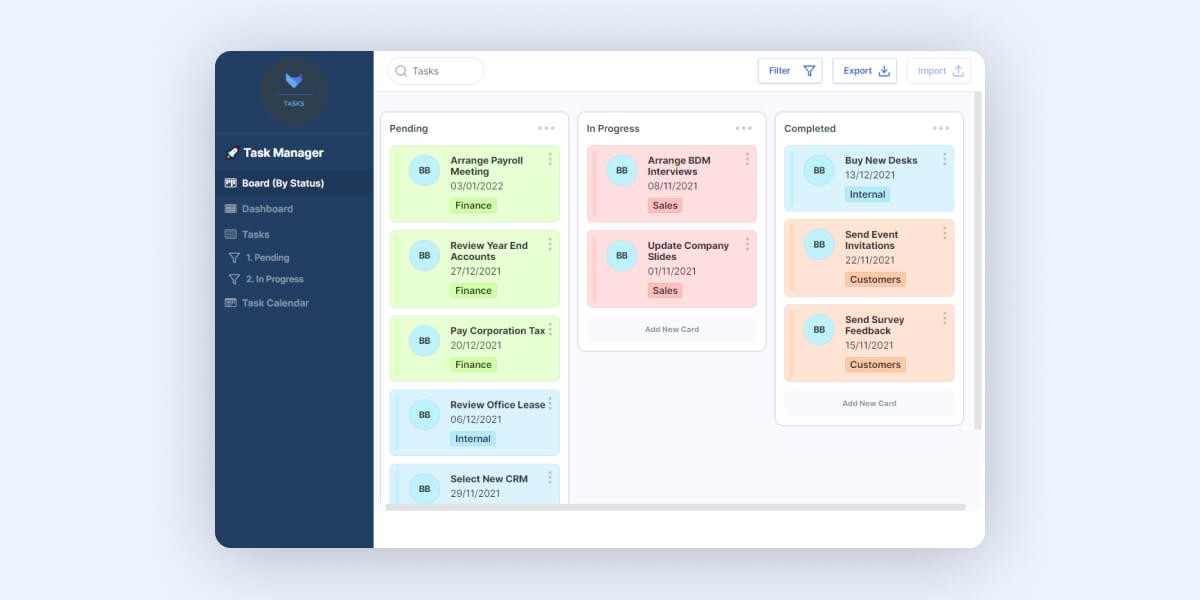 TASKS
Task Manager
Board (By Status)
Dashboard
Tasks
1. Pending
2. In Progress
Task Calendar
Tasks
Filter
Export
Import
Pending
BB
Arrange Payroll
Meeting
03/01/2022
Finance
BB
Review Year End
Accounts
27/12/2021
Finance
BB
Pay Corporation Tax
20/12/2021
Finance
BB
Review Office Lease
06/12/2021
Internal
BB
Select New CRM
29/11/2021
In Progress
BB
Arrange BDM
Interviews
08/11/2021
Sales
BB
Update Company
Slides
01/11/2021
Sales
Add New Card
Completed
BB
Buy New Desks
13/12/2021
Internal
BB
Send Event
Invitations
22/11/2021
Customers
BB
Send Survey
Feedback
15/11/2021
Customers
Add New Card